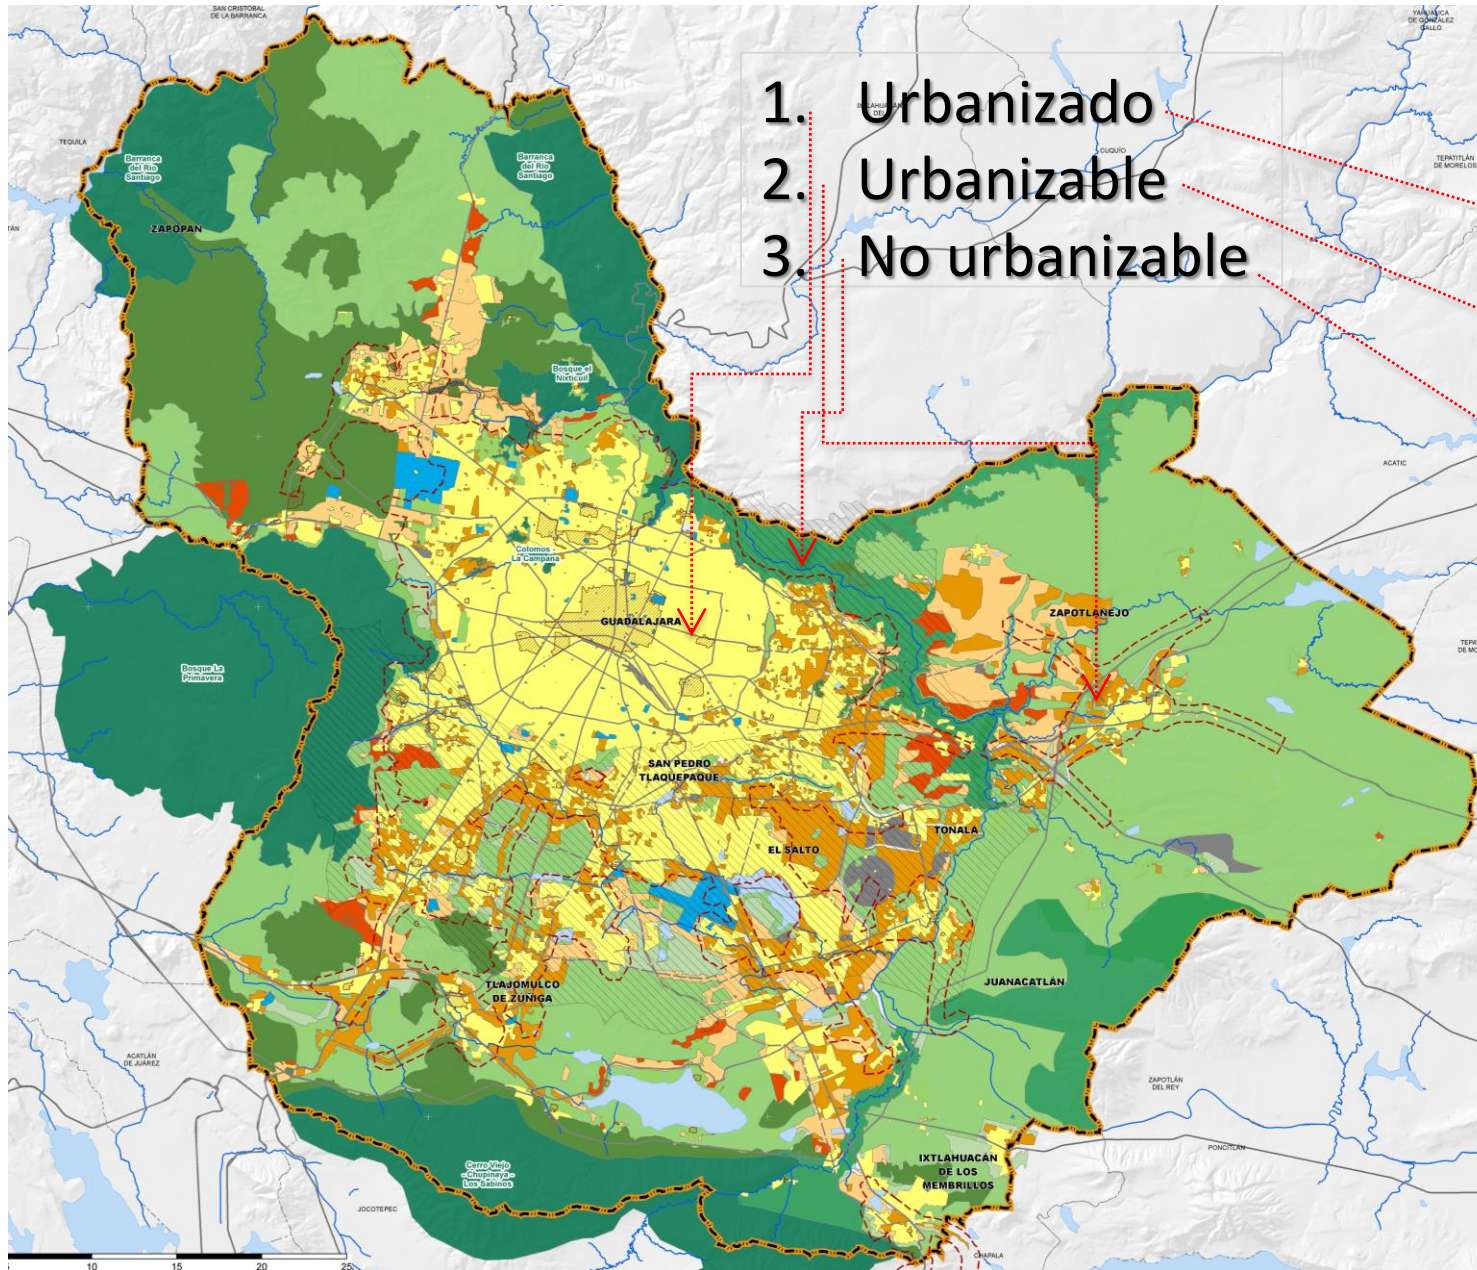 SAN CRISTOBAL
DE LA BARRANCA
YAHUALICA
DE GONZÁLEZ
GALLO
1. Urbanizado
2. Urbanizable
3. No urbanizable
CUQUÍO
TEQUILA
TEPATITLÁN
DE MORELOS
Barranca
del Río
Santiago
Barranca
del Río
Santiago
ZAPOPAN
Bosque el
Nixticuil
ACATIC
Colomos -
La Campana
GUADALAJARA
ZAPOTLANEJO
Bosque La
Primavera
SAN PEDRO
TLAQUEPAQUE
TONALA
EL SALTO
TLAJOMULCO
DE ZUÑIGA
JUANACATLÁN
ACATLÁN
DE JUÁREZ
ZAPOTLÁN
DEL REY
PONCITLÁN
IXTLAHUACÁN
DE LOS
MEMBRILLOS
Cerro Viejo
- Chupinaya -
Los Sabinos
JOCOTEPEC
CHAPALA
10 15 20 25